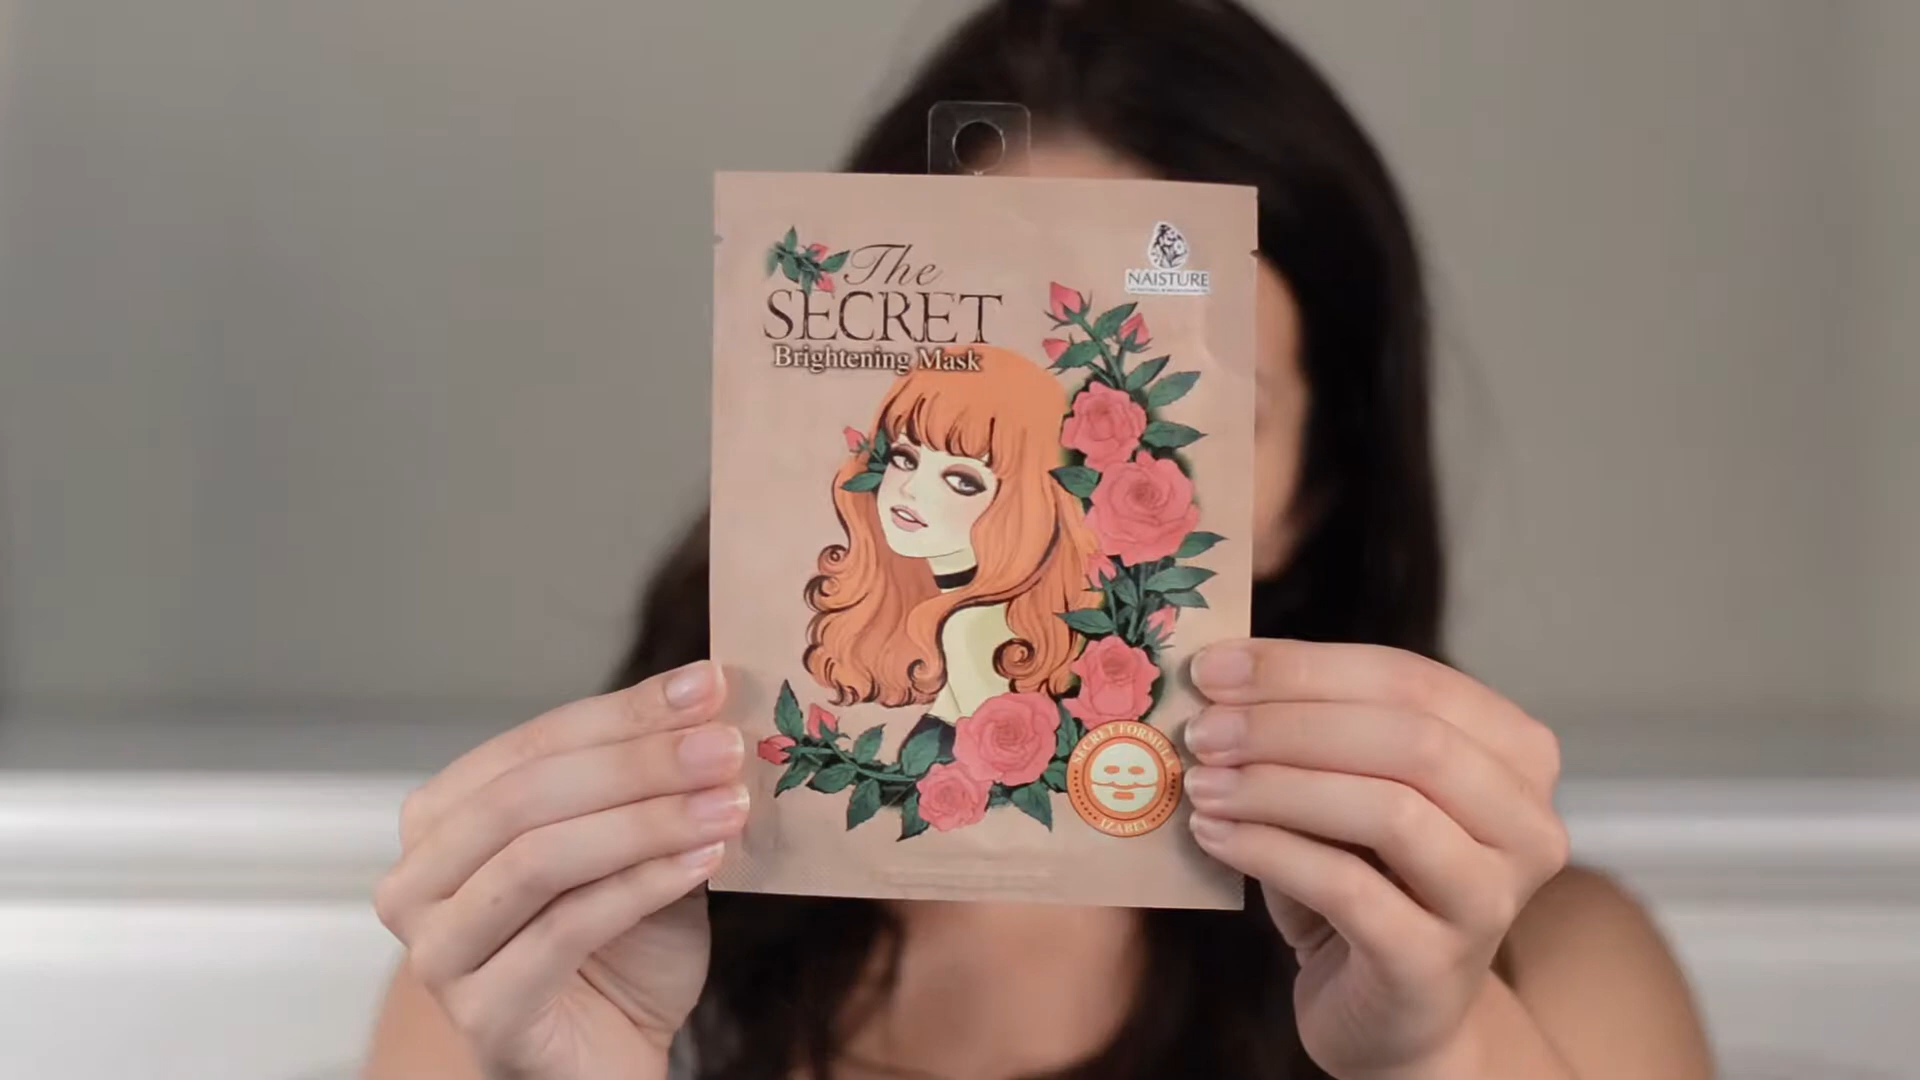 The
SECRET
Brightening Mask
NAISTURE
SECRET FORMULA
IZABEL